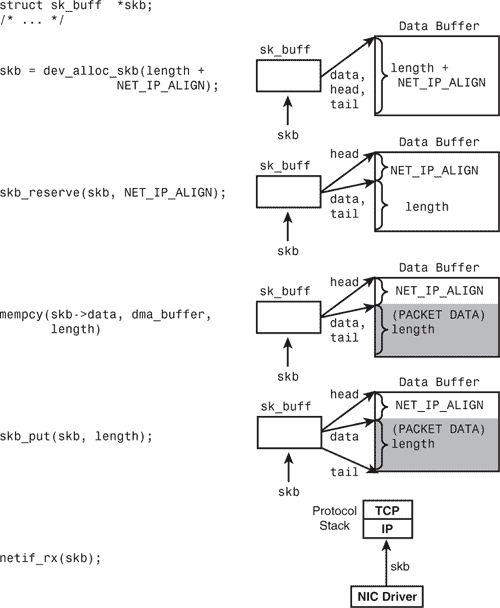 struct sk_buff *skb;
/* ... */
skb = dev_alloc_skb(length +
NET_IP_ALIGN);
sk_buff
skb
data,
head,
tail
Data Buffer
length +
NET_IP_ALIGN
skb_reserve(skb, NET_IP_ALIGN);
sk_buff
skb
head
data,
tail
Data Buffer
NET_IP_ALIGN
length
mempcy(skb->data, dma_buffer,
length)
sk_buff
skb
head
data,
tail
Data Buffer
NET_IP_ALIGN
(PACKET DATA)
length
skb_put(skb, length);
sk_buff
skb
head
data
tail
Data Buffer
NET_IP_ALIGN
(PACKET DATA)
length
netif_rx(skb);
Protocol
Stack
TCP
IP
skb
NIC Driver